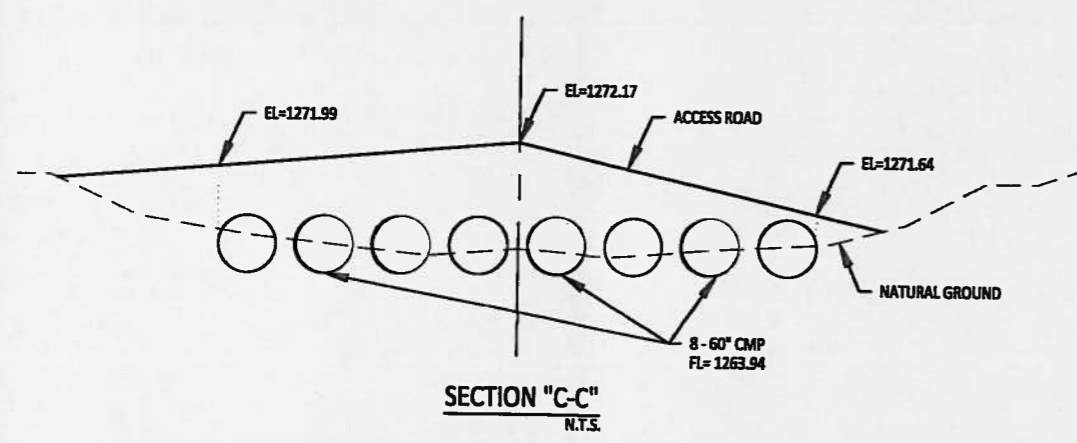 EL=1272.17
EL=1271.99
ACCESS ROAD
EL=1271.64
NATURAL GROUND
8 - 60" CMP
FL= 1263.94
SECTION "C-C"
N.T.S.